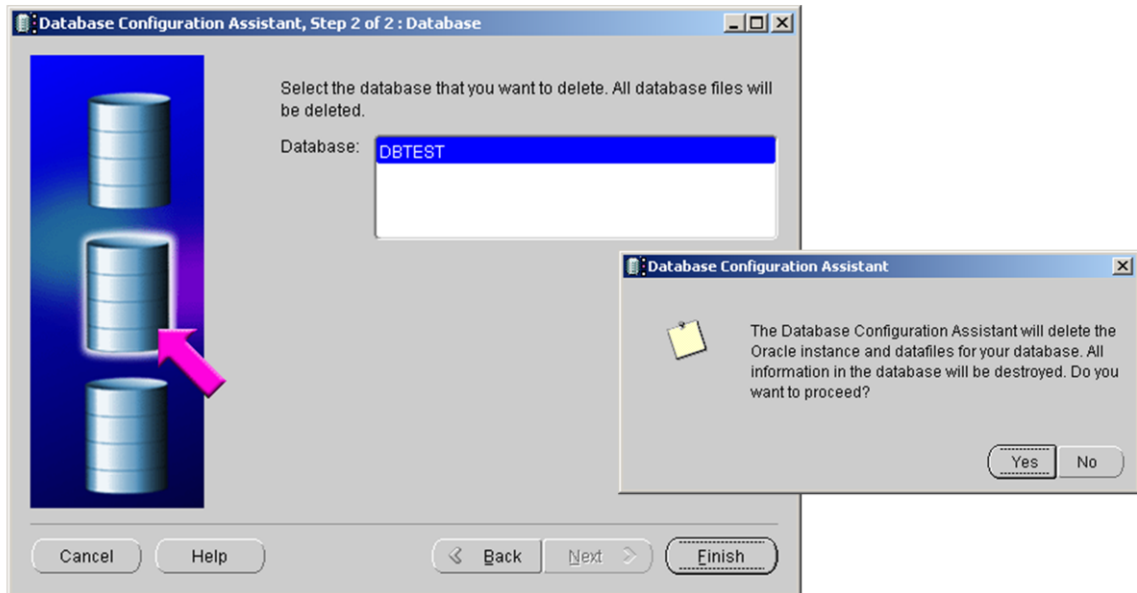 Database Configuration Assistant, Step 2 of 2 : Database
Select the database that you want to delete. All database files will
be deleted.
Database:
DBTEST
Database Configuration Assistant
The Database Configuration Assistant will delete the
Oracle instance and datafiles for your database. All
information in the database will be destroyed. Do you
want to proceed?
Yes
No
Cancel
Help
Back
Next
Finish